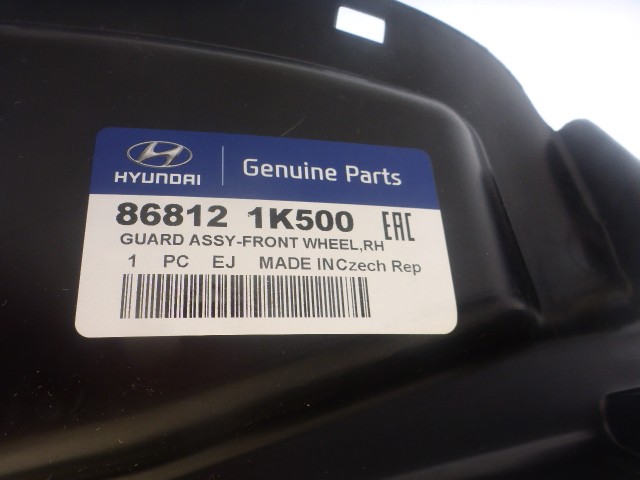 HYUNDAI Genuine Parts
86812 1K500 EAC
GUARD ASSY-FRONT WHEEL,RH
1 PC EJ MADE INCzech Rep